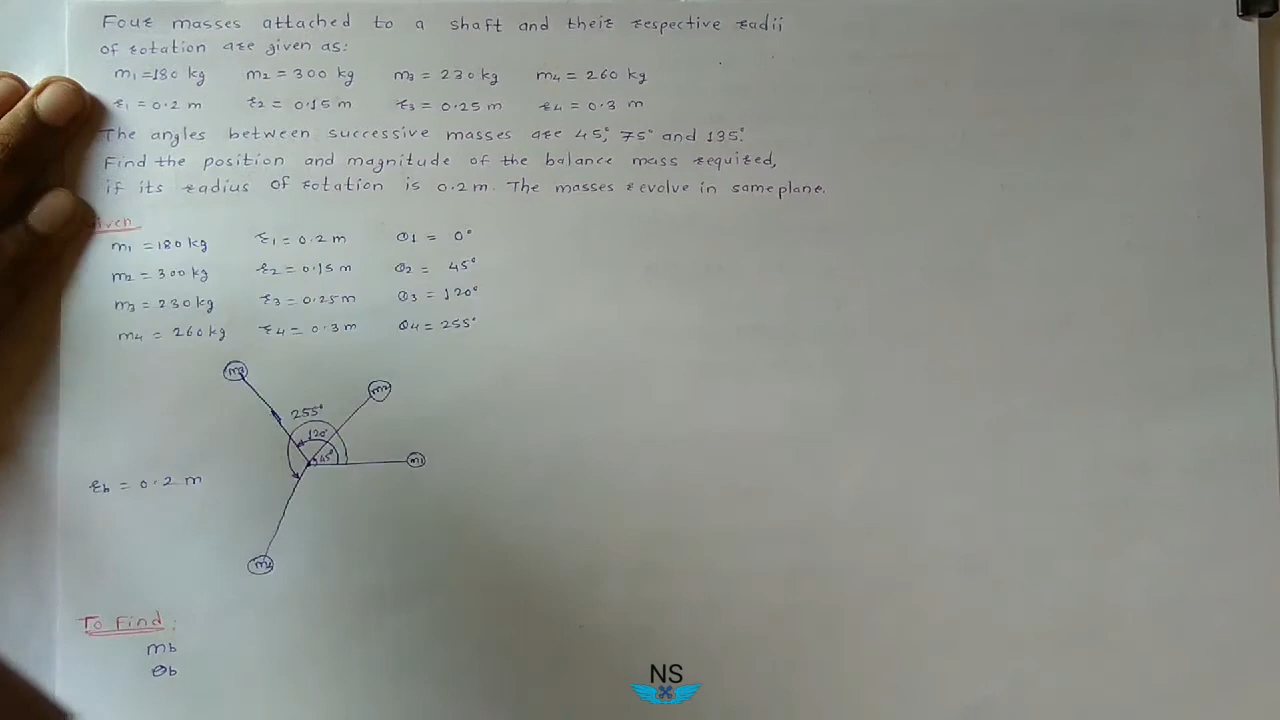 Four masses attached to a shaft and their respective radii
of rotation are given as:
m1 = 180 kg m2 = 300 kg m3 = 230 kg m4 = 260 kg
r1 = 0.2 m r2 = 0.15 m r3 = 0.25 m r4 = 0.3 m
The angles between successive masses are 45°, 75° and 135°.
Find the position and magnitude of the balance mass required,
if its radius of rotation is 0.2 m. The masses revolve in same plane.
Given
m1 = 180 kg r1 = 0.2 m θ1 = 0°
m2 = 300 kg r2 = 0.15 m θ2 = 45°
m3 = 230 kg r3 = 0.25 m θ3 = 120°
m4 = 260 kg r4 = 0.3 m θ4 = 255°
m3
m2
255°
120°
45°
m1
rb = 0.2 m
m4
To Find :
mb
θb
NS